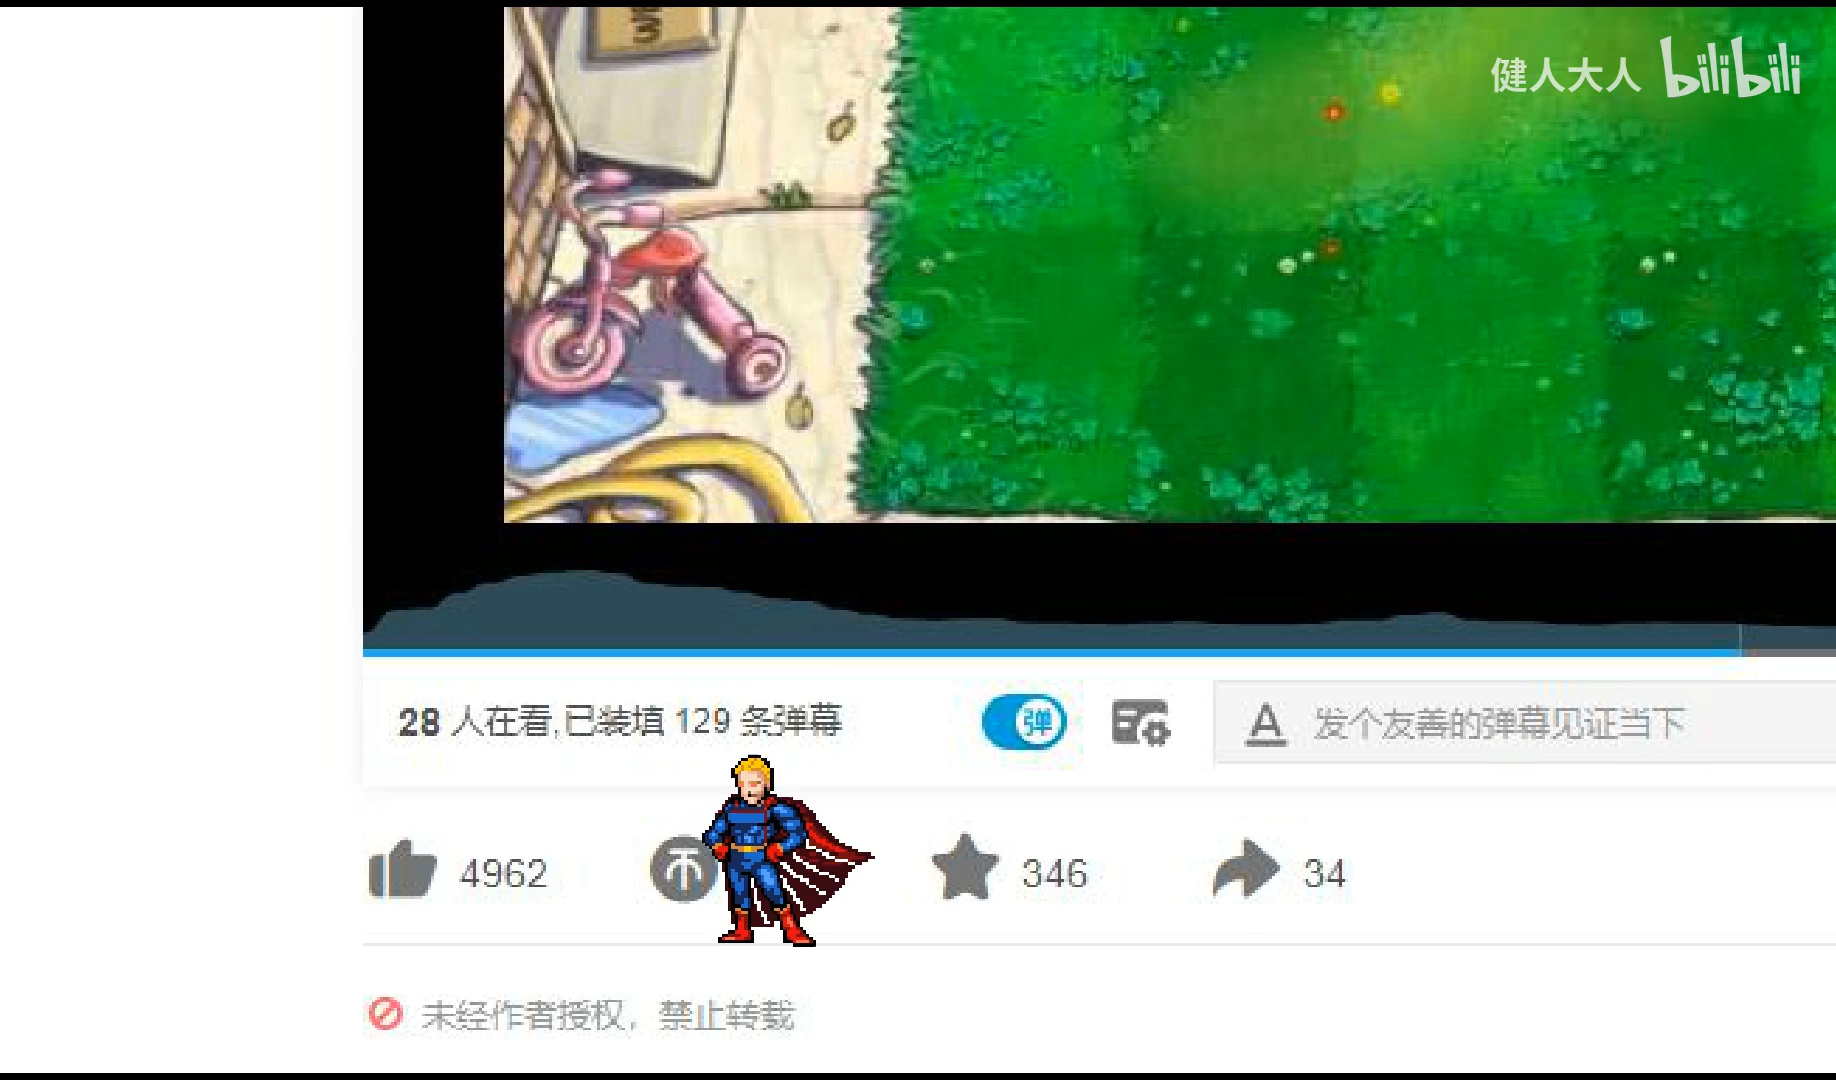 健人大人 bilibili
28 人在看,已装填 129 条弹幕
弹
A 发个友善的弹幕见证当下
4962
346
34
未经作者授权，禁止转载